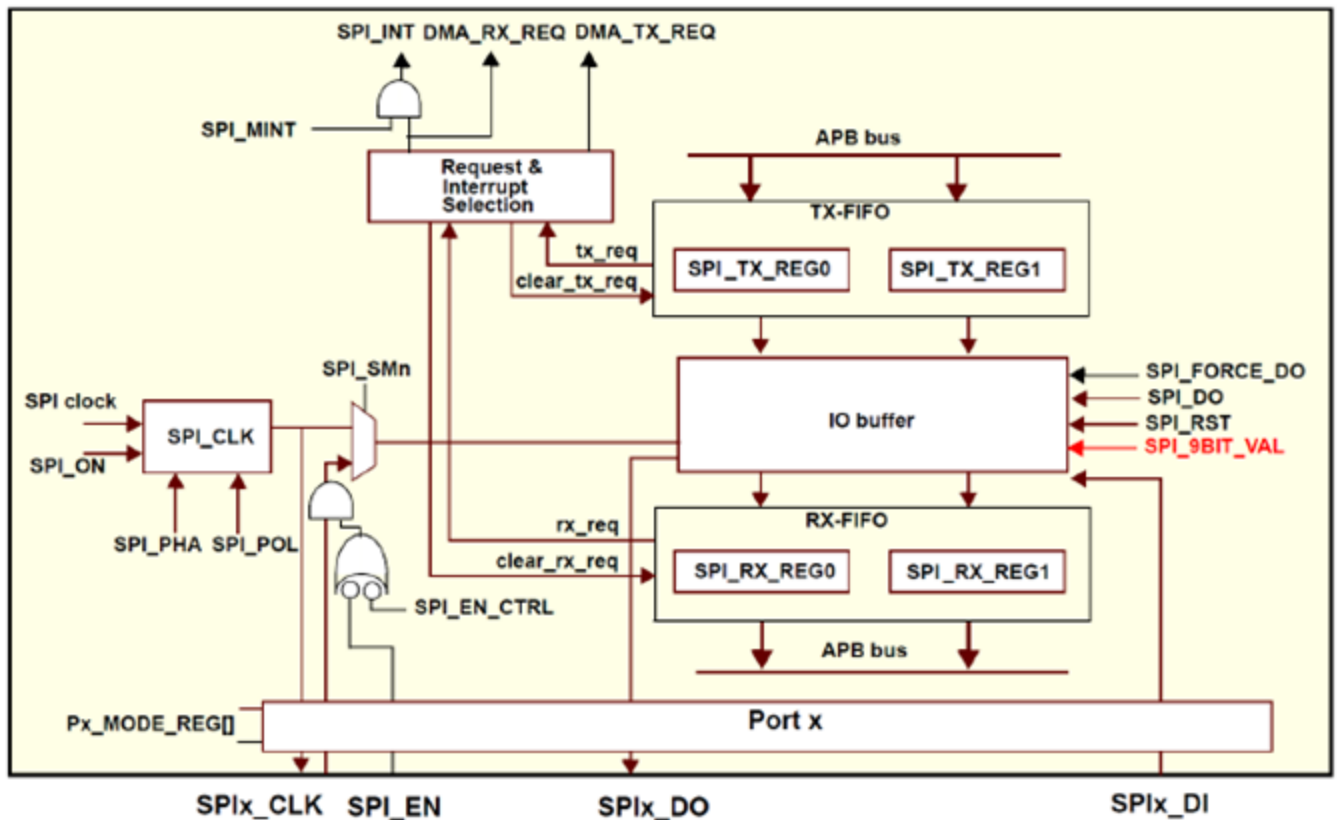 SPI_INT DMA_RX_REQ DMA_TX_REQ
SPI_MINT
APB bus
Request &
Interrupt
Selection
TX-FIFO
tx_req
SPI_TX_REG0
SPI_TX_REG1
clear_tx_req
SPI_SMn
SPI_FORCE_DO
SPI clock
SPI_DO
SPI_CLK
IO buffer
SPI_RST
SPI_ON
SPI_9BIT_VAL
RX-FIFO
rx_req
SPI_PHA SPI_POL
clear_rx_req
SPI_RX_REG0
SPI_RX_REG1
SPI_EN_CTRL
APB bus
Px_MODE_REG[]
Port x
SPIx_CLK SPI_EN SPIx_DO SPIx_DI